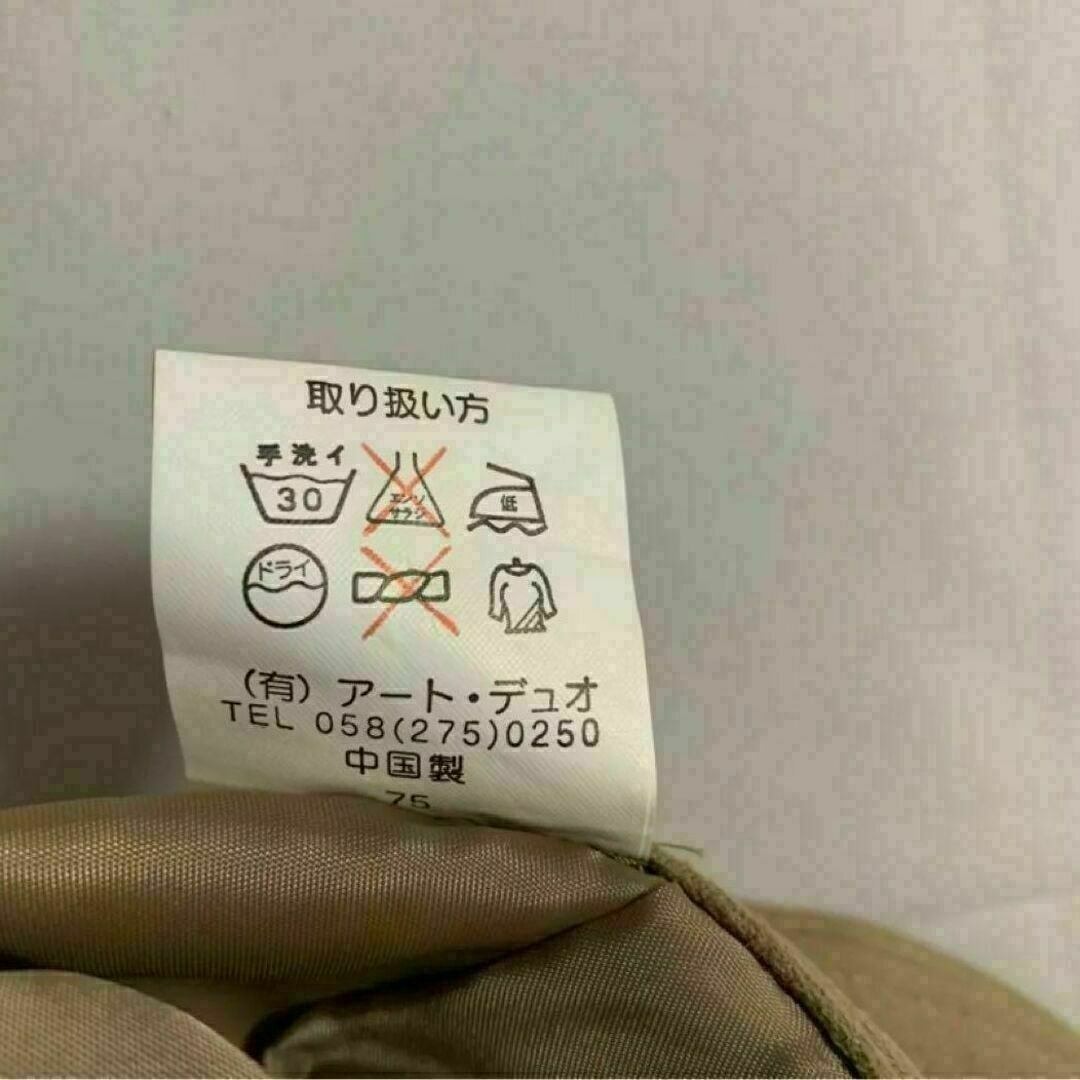 取り扱い方
手洗イ
30
エンソ
サラシ
低
ドライ
(有) アート・デュオ
TEL 058(275)0250
中国製
75